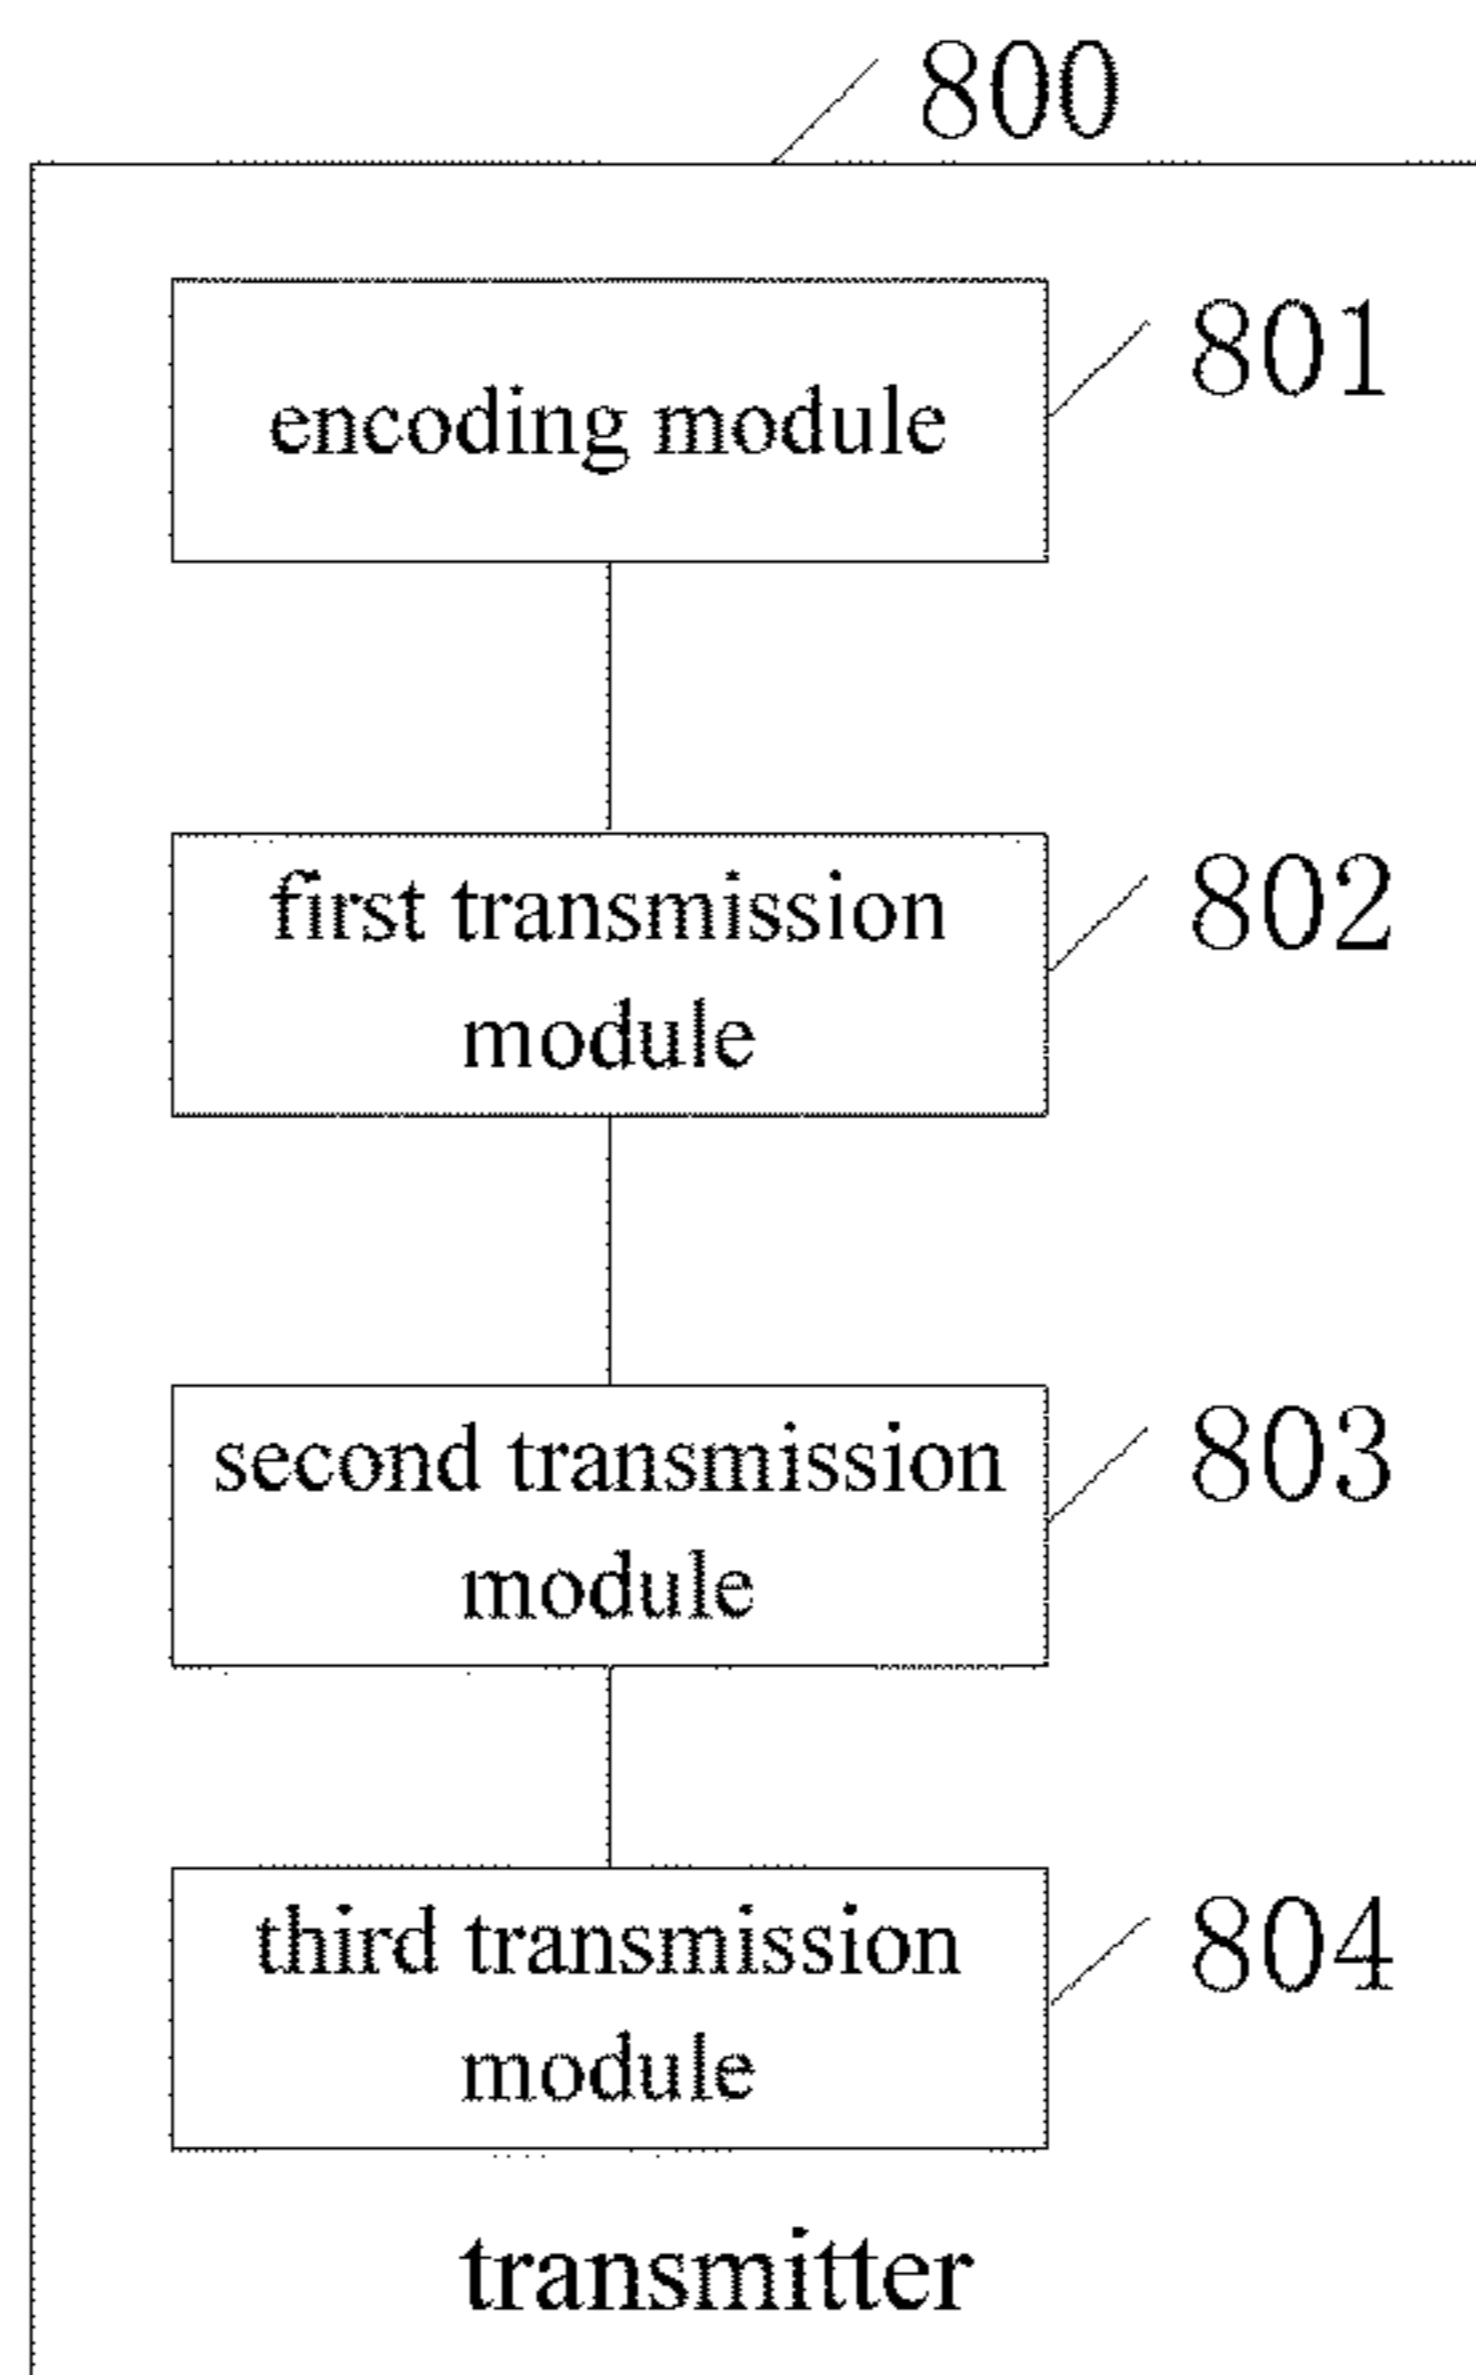 800
encoding module
801
first transmission
module
802
second transmission
module
803
third transmission
module
804
transmitter